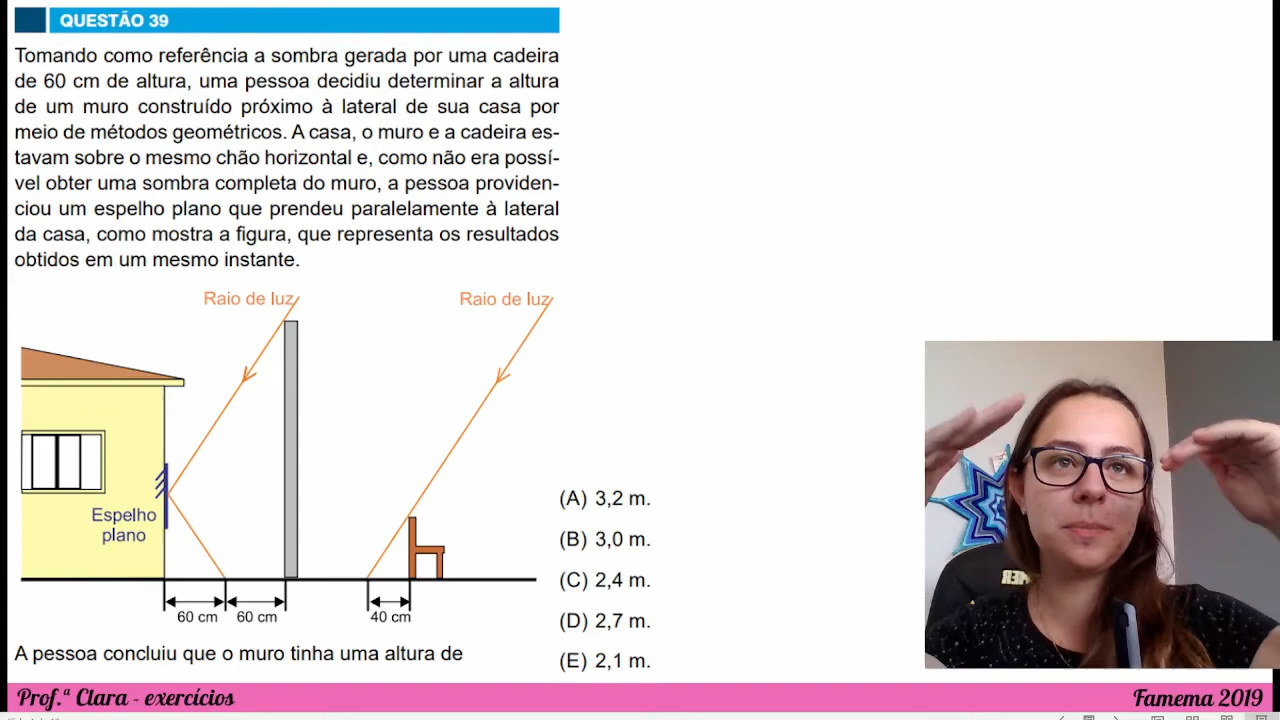 QUESTÃO 39
Tomando como referência a sombra gerada por uma cadeira
de 60 cm de altura, uma pessoa decidiu determinar a altura
de um muro construído próximo à lateral de sua casa por
meio de métodos geométricos. A casa, o muro e a cadeira es-
tavam sobre o mesmo chão horizontal e, como não era possí-
vel obter uma sombra completa do muro, a pessoa providen-
ciou um espelho plano que prendeu paralelamente à lateral
da casa, como mostra a figura, que representa os resultados
obtidos em um mesmo instante.
Raio de luz
Raio de luz
Espelho
plano
60 cm
60 cm
40 cm
A pessoa concluiu que o muro tinha uma altura de
(A) 3,2 m.
(B) 3,0 m.
(C) 2,4 m.
(D) 2,7 m.
(E) 2,1 m.
Prof.ª Clara - exercícios
Famema 2019